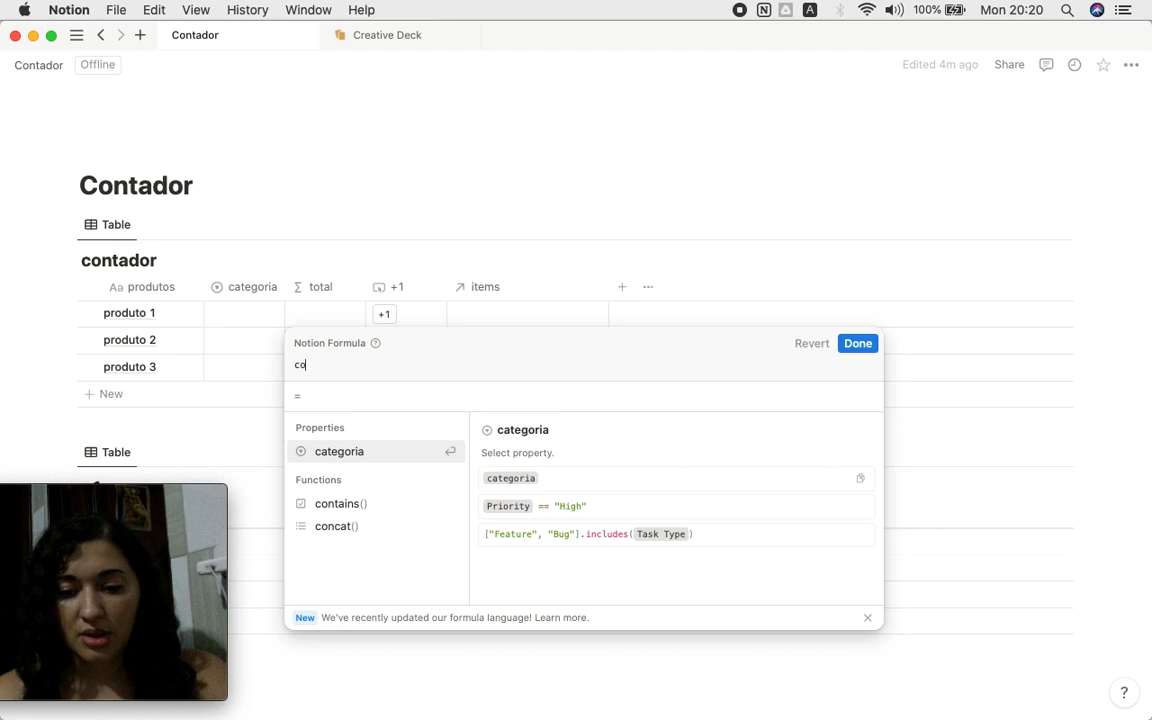 Notion File Edit View History Window Help 100% Mon 20:20
Contador Creative Deck
Contador Offline Edited 4m ago Share
Contador
Table
contador
Aa produtos categoria Σ total +1 items
produto 1 +1
produto 2
produto 3
+ New
Table
Notion Formula Revert Done
co
=
Properties
categoria
Functions
contains()
concat()
categoria
Select property.
categoria
Priority == "High"
["Feature", "Bug"].includes( Task Type )
New We've recently updated our formula language! Learn more.
?